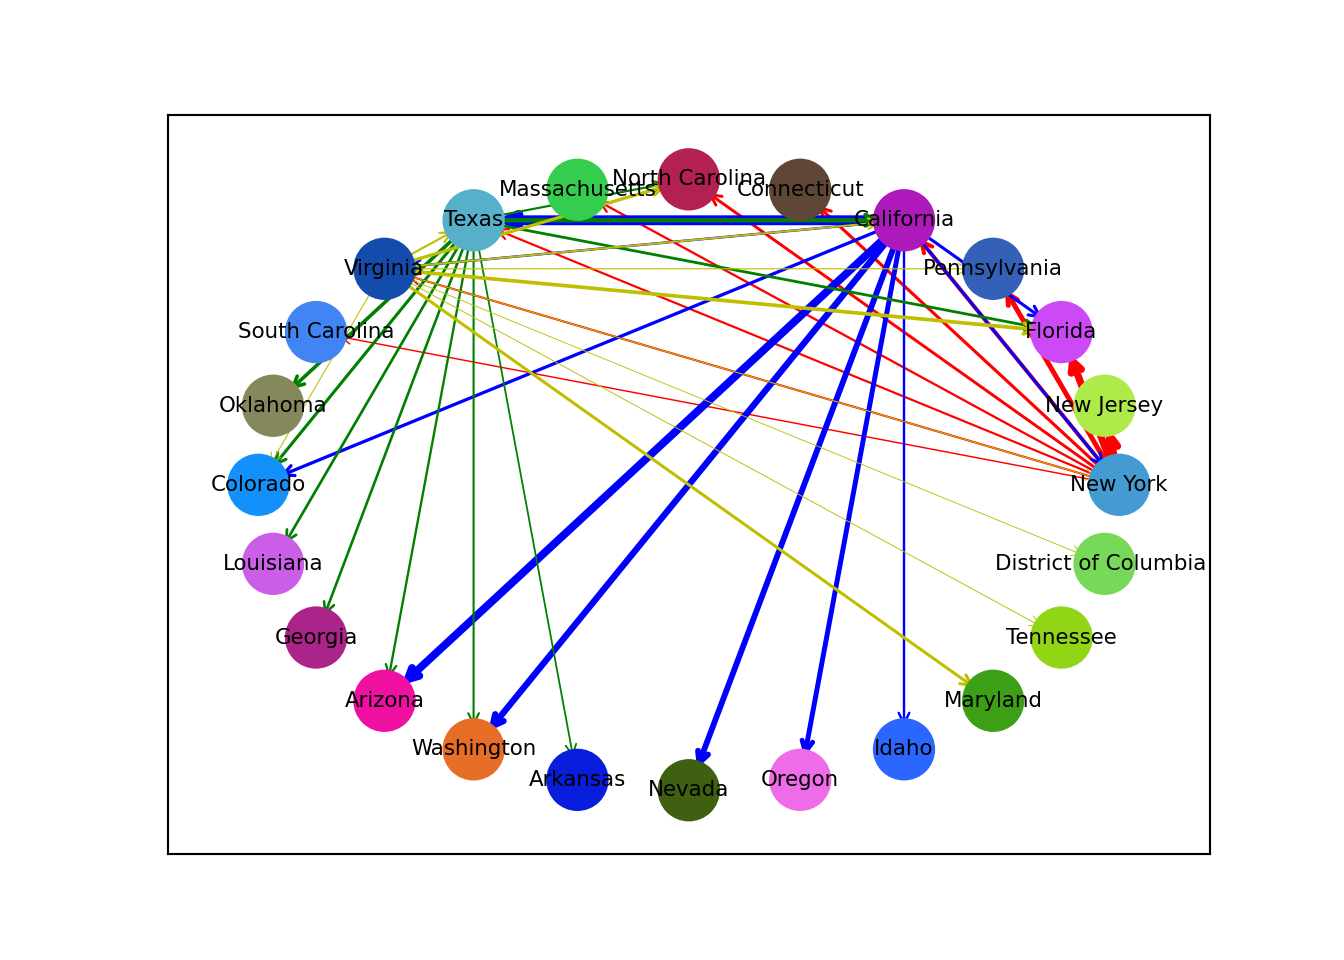 North Carolina
Massachusetts
Connecticut
Texas
California
Virginia
Pennsylvania
South Carolina
Florida
Oklahoma
New Jersey
Colorado
New York
Louisiana
District of Columbia
Georgia
Tennessee
Arizona
Maryland
Washington
Idaho
Arkansas
Oregon
Nevada